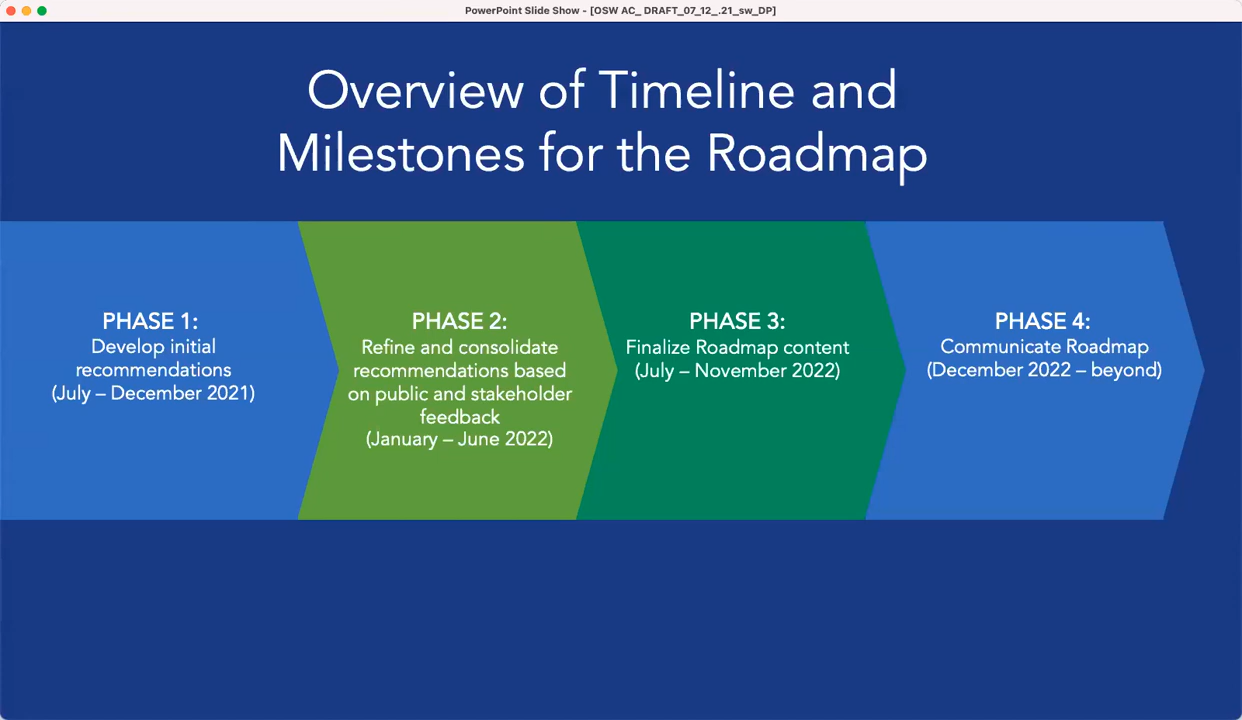 PowerPoint Slide Show - [OSW AC_ DRAFT_07_12_.21_sw_DP]
Overview of Timeline and
Milestones for the Roadmap
PHASE 1:
Develop initial
recommendations
(July – December 2021)
PHASE 2:
Refine and consolidate
recommendations based
on public and stakeholder
feedback
(January – June 2022)
PHASE 3:
Finalize Roadmap content
(July – November 2022)
PHASE 4:
Communicate Roadmap
(December 2022 – beyond)